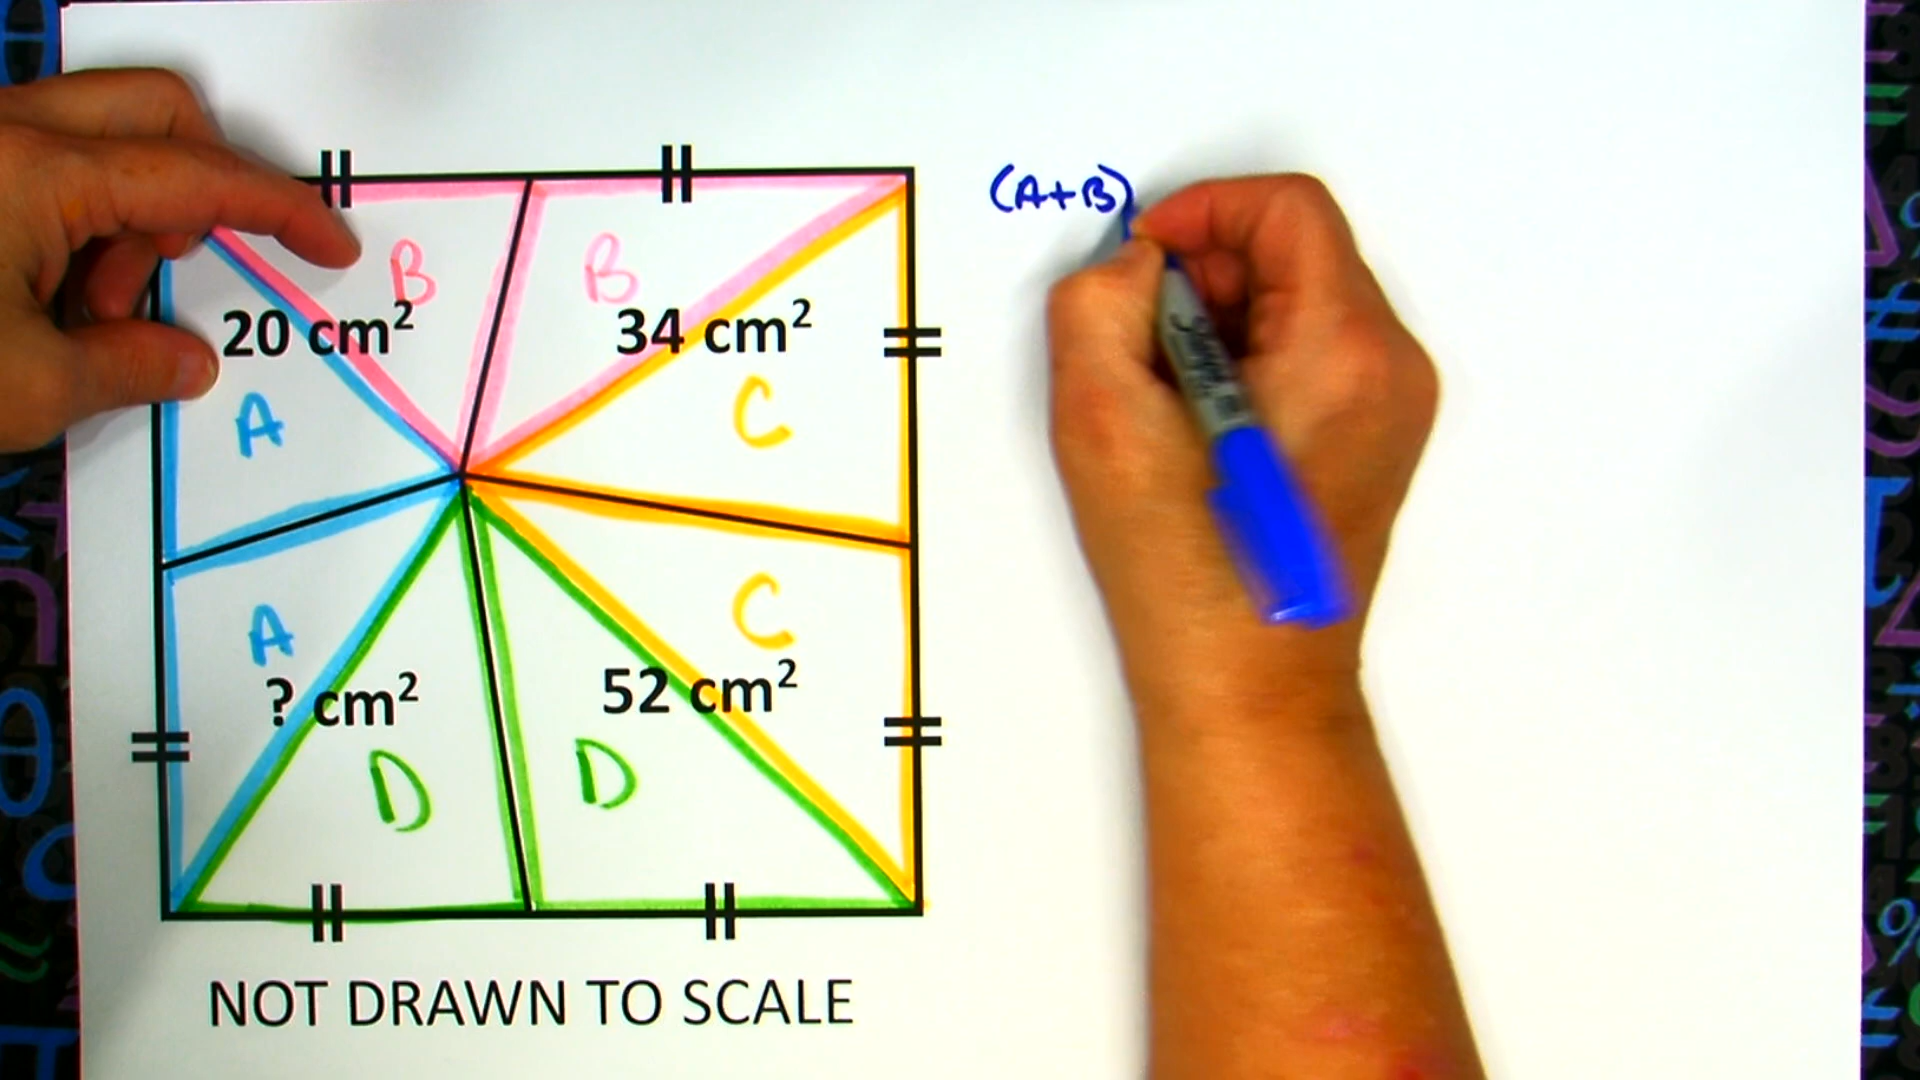 (A+B)
B B
20 cm² 34 cm²
A C
A C
? cm² 52 cm²
D D
NOT DRAWN TO SCALE